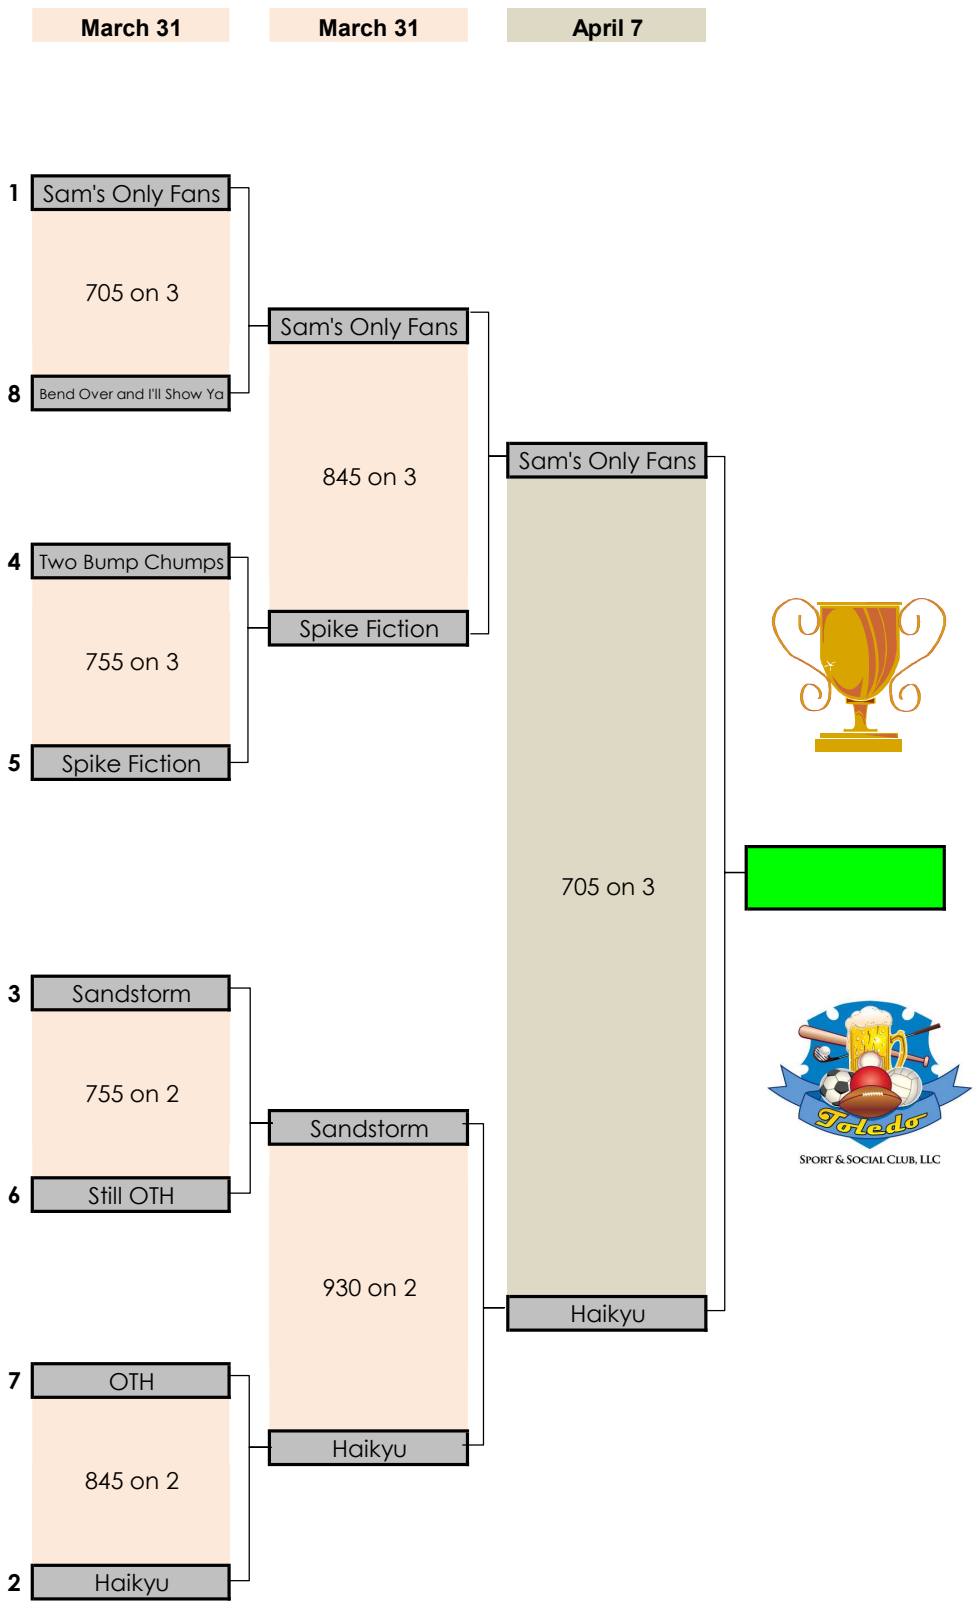 March 31
March 31
April 7
1 Sam's Only Fans
705 on 3
8 Bend Over and I'll Show Ya
Sam's Only Fans
845 on 3
Spike Fiction
4 Two Bump Chumps
755 on 3
5 Spike Fiction
Sam's Only Fans
705 on 3
Haikyu
3 Sandstorm
755 on 2
6 Still OTH
Sandstorm
930 on 2
Haikyu
7 OTH
845 on 2
2 Haikyu
Toledo
SPORT & SOCIAL CLUB, LLC